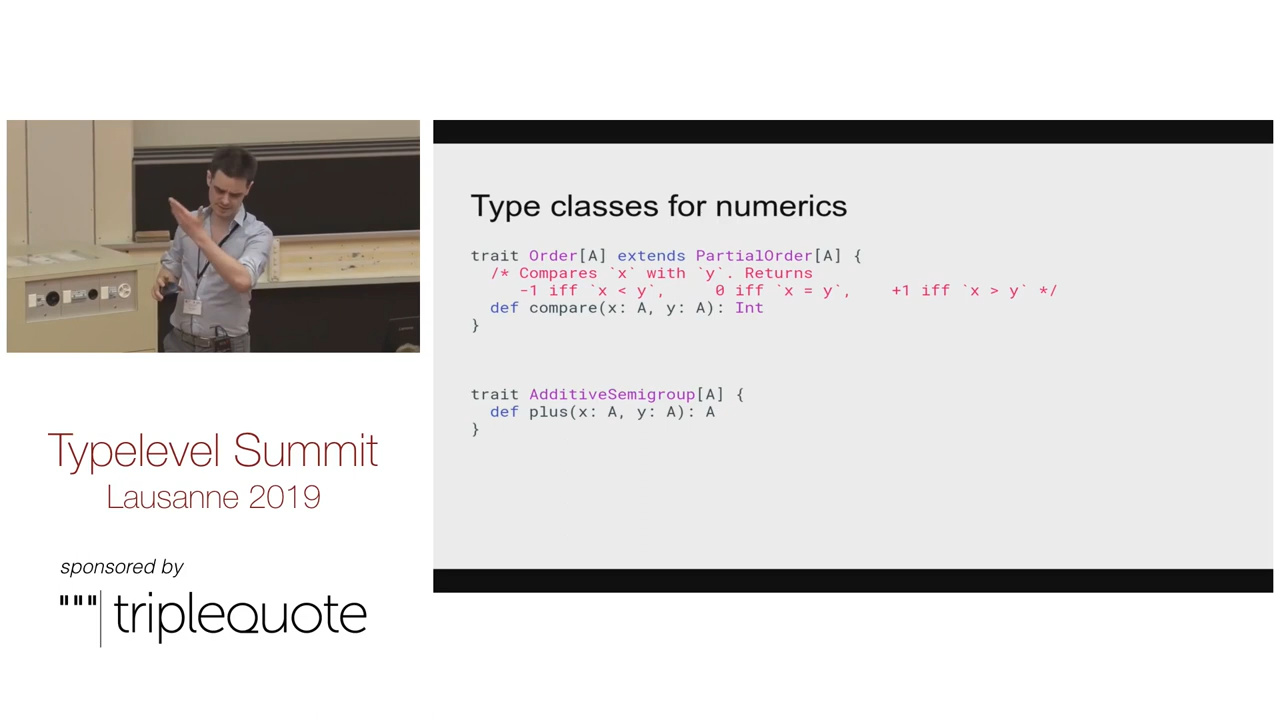 Type classes for numerics
trait Order[A] extends PartialOrder[A] {
/* Compares `x` with `y`. Returns
-1 iff `x < y`, 0 iff `x = y`, +1 iff `x > y` */
def compare(x: A, y: A): Int
}
trait AdditiveSemigroup[A] {
def plus(x: A, y: A): A
}
Typelevel Summit
Lausanne 2019
sponsored by
"""|triplequote